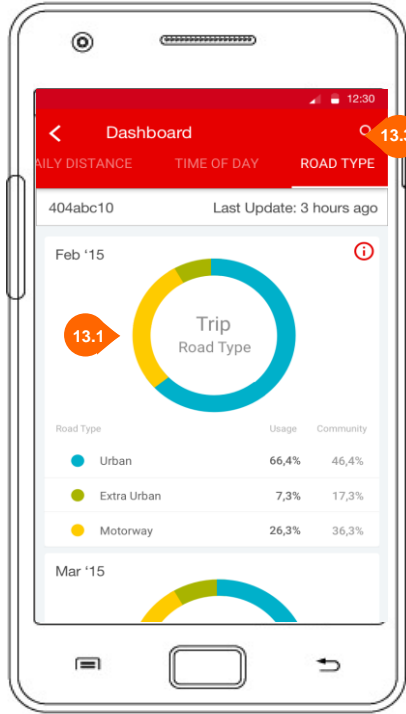 12:30
Dashboard
13.3
AILY DISTANCE TIME OF DAY ROAD TYPE
404abc10 Last Update: 3 hours ago
Feb ‘15
Trip
Road Type
13.1
Road Type Usage Community
Urban 66,4% 46,4%
Extra Urban 7,3% 17,3%
Motorway 26,3% 36,3%
Mar ‘15